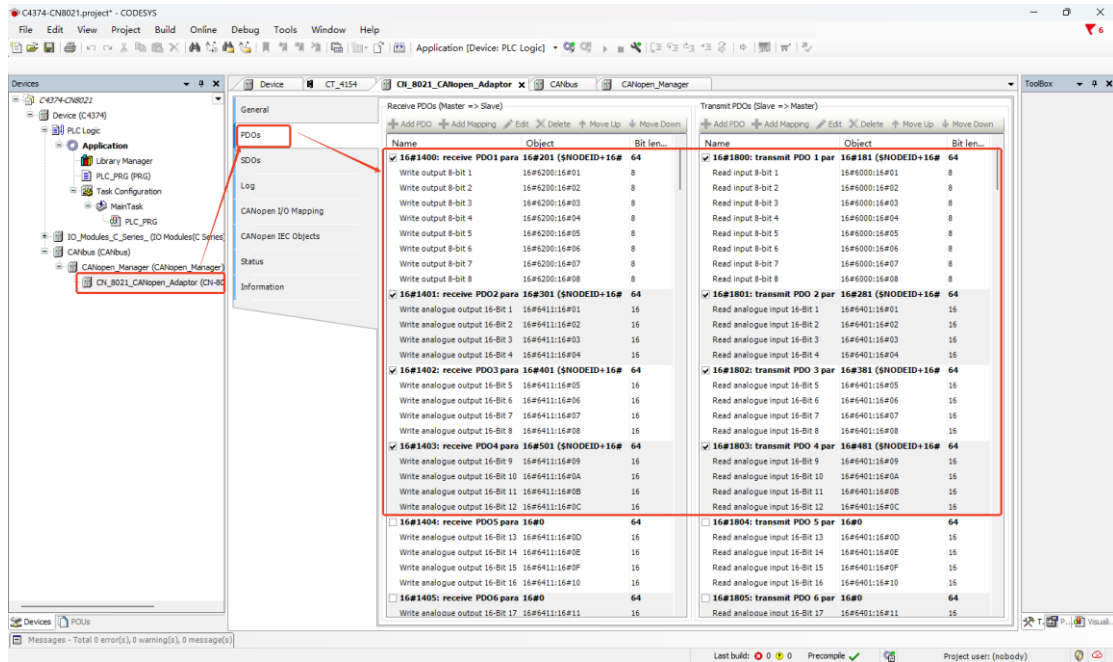 C4374-CN8021.project* - CODESYS
File Edit View Project Build Online Debug Tools Window Help
6
Application [Device: PLC Logic]
Devices
C4374-CN8021
Device (C4374)
PLC Logic
Application
Library Manager
PLC_PRG (PRG)
Task Configuration
MainTask
PLC_PRG
IO_Modules_C_Series_ (IO Modules(C Series
CANbus (CANbus)
CANopen_Manager (CANopen_Manager)
CN_8021_CANopen_Adaptor (CN-80
Devices POUs
Device CT_4154 CN_8021_CANopen_Adaptor CANbus CANopen_Manager
General
PDOs
SDOs
Log
CANopen I/O Mapping
CANopen IEC Objects
Status
Information
Receive PDOs (Master => Slave)
Add PDO Add Mapping Edit Delete Move Up Move Down
Name Object Bit len...
16#1400: receive PDO1 para 16#201 ($NODEID+16# 64
Write output 8-bit 1 16#6200:16#01 8
Write output 8-bit 2 16#6200:16#02 8
Write output 8-bit 3 16#6200:16#03 8
Write output 8-bit 4 16#6200:16#04 8
Write output 8-bit 5 16#6200:16#05 8
Write output 8-bit 6 16#6200:16#06 8
Write output 8-bit 7 16#6200:16#07 8
Write output 8-bit 8 16#6200:16#08 8
16#1401: receive PDO2 para 16#301 ($NODEID+16# 64
Write analogue output 16-Bit 1 16#6411:16#01 16
Write analogue output 16-Bit 2 16#6411:16#02 16
Write analogue output 16-Bit 3 16#6411:16#03 16
Write analogue output 16-Bit 4 16#6411:16#04 16
16#1402: receive PDO3 para 16#401 ($NODEID+16# 64
Write analogue output 16-Bit 5 16#6411:16#05 16
Write analogue output 16-Bit 6 16#6411:16#06 16
Write analogue output 16-Bit 7 16#6411:16#07 16
Write analogue output 16-Bit 8 16#6411:16#08 16
16#1403: receive PDO4 para 16#501 ($NODEID+16# 64
Write analogue output 16-Bit 9 16#6411:16#09 16
Write analogue output 16-Bit 10 16#6411:16#0A 16
Write analogue output 16-Bit 11 16#6411:16#0B 16
Write analogue output 16-Bit 12 16#6411:16#0C 16
16#1404: receive PDO5 para 16#0 64
Write analogue output 16-Bit 13 16#6411:16#0D 16
Write analogue output 16-Bit 14 16#6411:16#0E 16
Write analogue output 16-Bit 15 16#6411:16#0F 16
Write analogue output 16-Bit 16 16#6411:16#10 16
16#1405: receive PDO6 para 16#0 64
Write analogue output 16-Bit 17 16#6411:16#11 16
Transmit PDOs (Slave => Master)
Add PDO Add Mapping Edit Delete Move Up Move Down
Name Object Bit len...
16#1800: transmit PDO 1 par 16#181 ($NODEID+16# 64
Read input 8-bit 1 16#6000:16#01 8
Read input 8-bit 2 16#6000:16#02 8
Read input 8-bit 3 16#6000:16#03 8
Read input 8-bit 4 16#6000:16#04 8
Read input 8-bit 5 16#6000:16#05 8
Read input 8-bit 6 16#6000:16#06 8
Read input 8-bit 7 16#6000:16#07 8
Read input 8-bit 8 16#6000:16#08 8
16#1801: transmit PDO 2 par 16#281 ($NODEID+16# 64
Read analogue input 16-Bit 1 16#6401:16#01 16
Read analogue input 16-Bit 2 16#6401:16#02 16
Read analogue input 16-Bit 3 16#6401:16#03 16
Read analogue input 16-Bit 4 16#6401:16#04 16
16#1802: transmit PDO 3 par 16#381 ($NODEID+16# 64
Read analogue input 16-Bit 5 16#6401:16#05 16
Read analogue input 16-Bit 6 16#6401:16#06 16
Read analogue input 16-Bit 7 16#6401:16#07 16
Read analogue input 16-Bit 8 16#6401:16#08 16
16#1803: transmit PDO 4 par 16#481 ($NODEID+16# 64
Read analogue input 16-Bit 9 16#6401:16#09 16
Read analogue input 16-Bit 10 16#6401:16#0A 16
Read analogue input 16-Bit 11 16#6401:16#0B 16
Read analogue input 16-Bit 12 16#6401:16#0C 16
16#1804: transmit PDO 5 par 16#0 64
Read analogue input 16-Bit 13 16#6401:16#0D 16
Read analogue input 16-Bit 14 16#6401:16#0E 16
Read analogue input 16-Bit 15 16#6401:16#0F 16
Read analogue input 16-Bit 16 16#6401:16#10 16
16#1805: transmit PDO 6 par 16#0 64
Read analogue input 16-Bit 17 16#6401:16#11 16
ToolBox
T. P... Visuali..
Messages - Total 0 error(s), 0 warning(s), 0 message(s)
Last build: 0 0 Precompile Project user: (nobody)